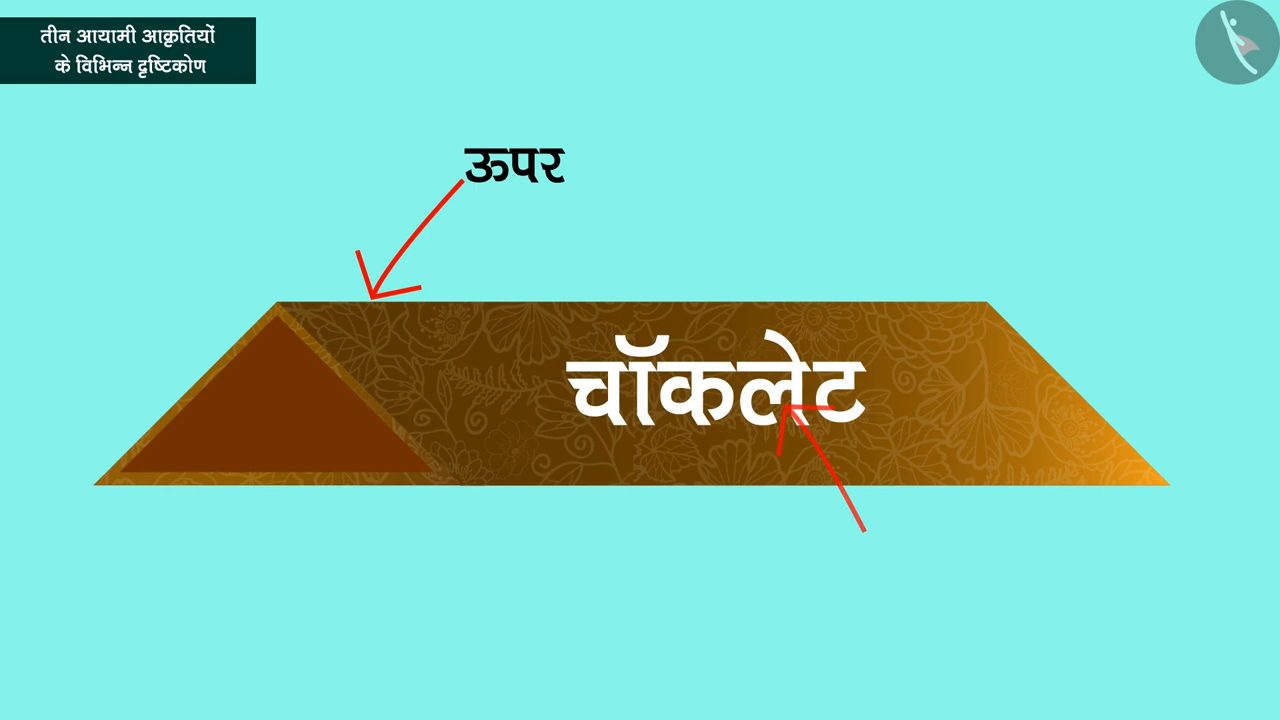 तीन आयामी आकृतियों
के विभिन्न दृष्टिकोण
ऊपर
चॉकलेट